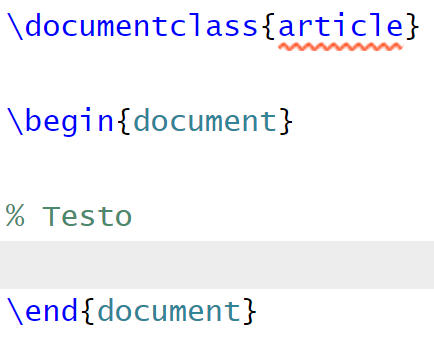 \documentclass{article}
\begin{document}
% Testo
\end{document}